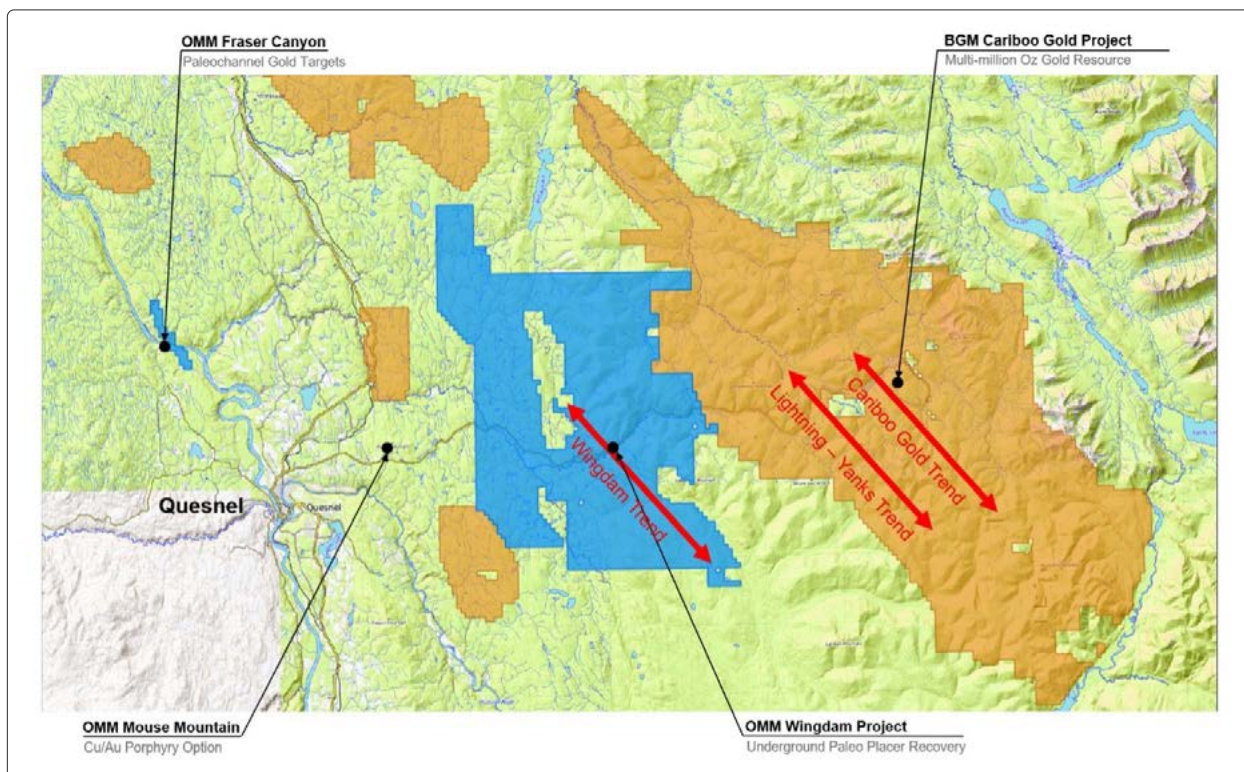 OMM Fraser Canyon
Paleochannel Gold Targets
BGM Cariboo Gold Project
Multi-million Oz Gold Resource
Cariboo Gold Trend
Lightning – Yanks Trend
Wingdam Trend
Quesnel
Quesnel
OMM Mouse Mountain
Cu/Au Porphyry Option
OMM Wingdam Project
Underground Paleo Placer Recovery